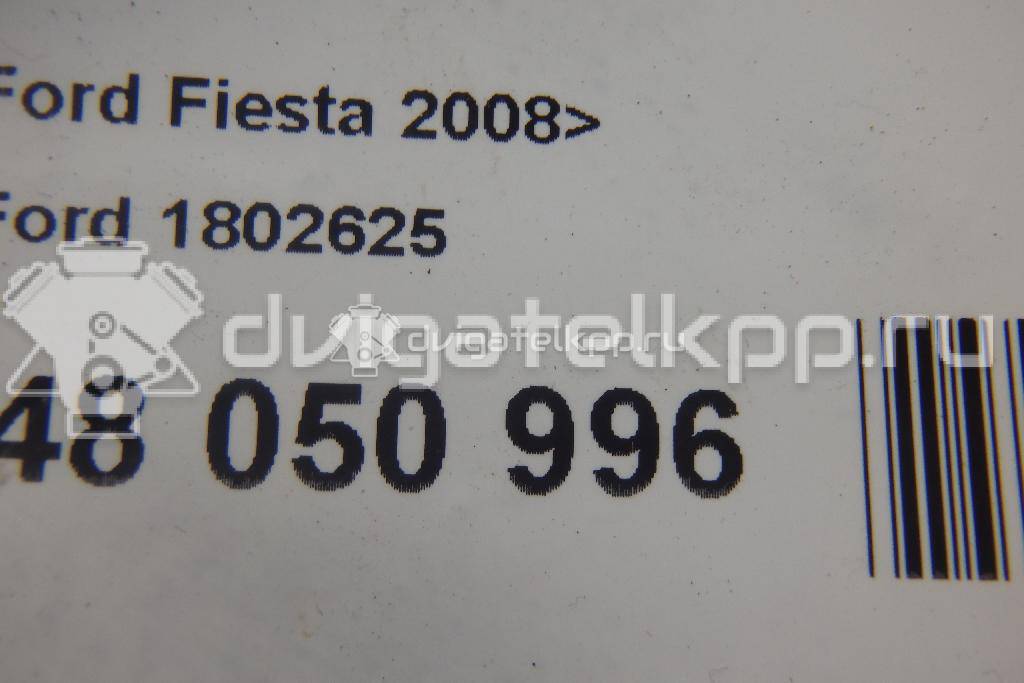 Ford Fiesta 2008>
Ford 1802625
dvigatelkpp.ru
dvigatelkpp.ru
48 050 996